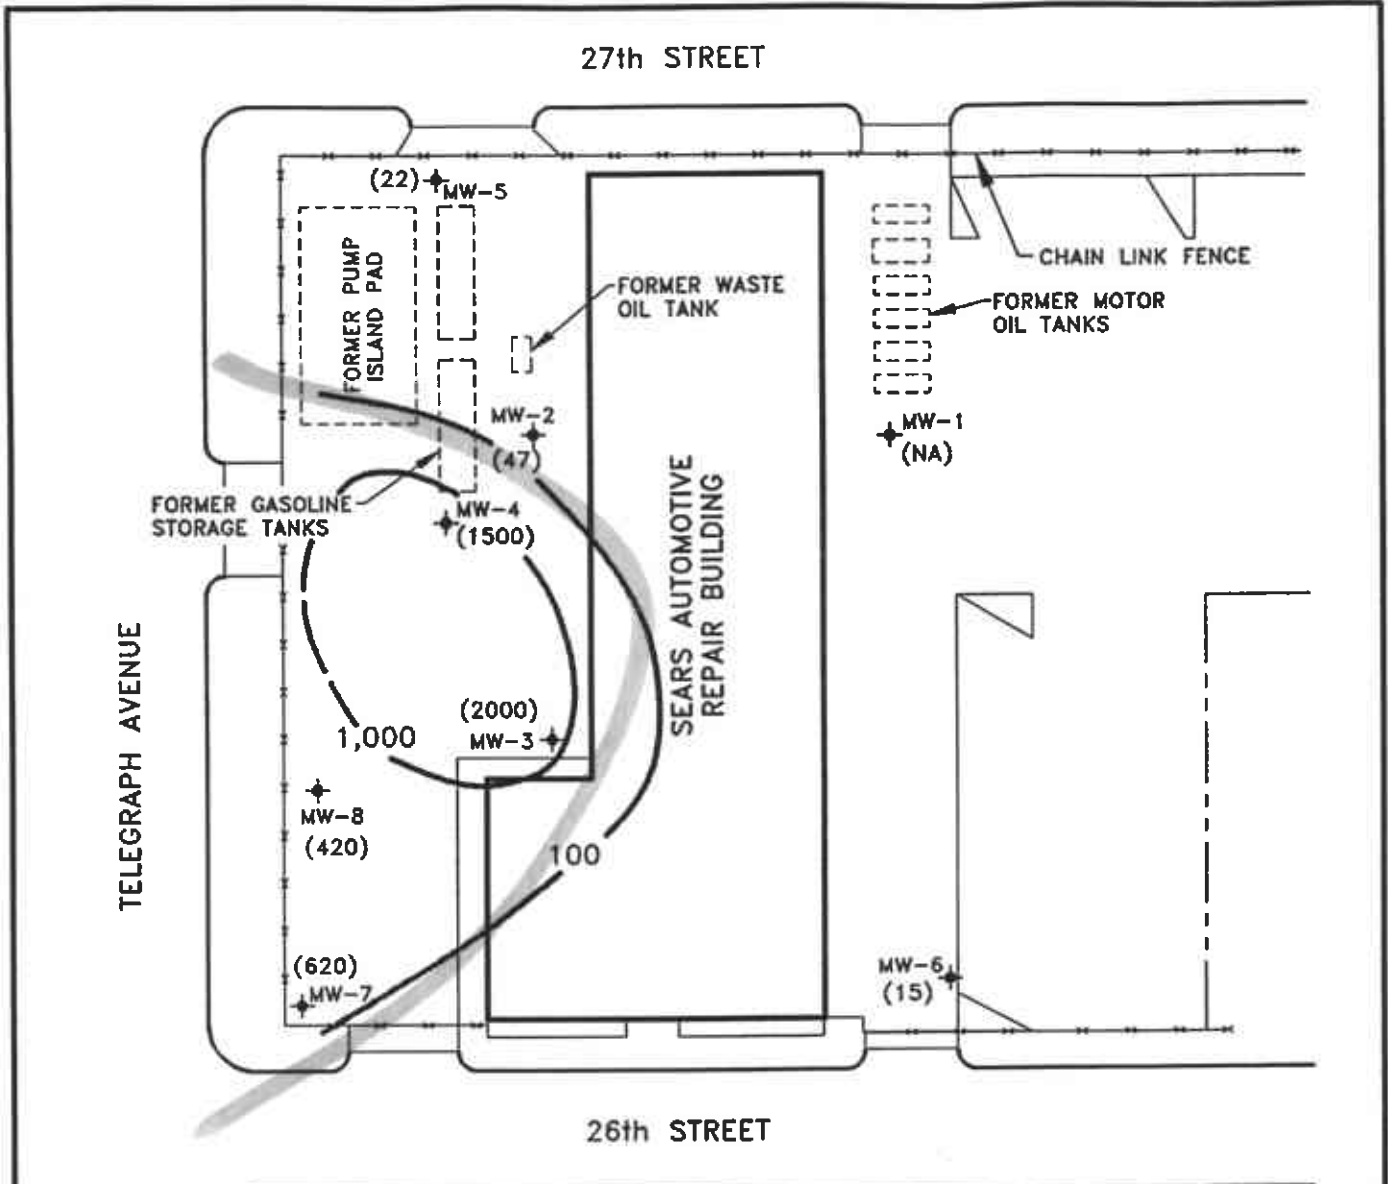 27th STREET
(22)
MW-5
FORMER PUMP
ISLAND PAD
FORMER WASTE
OIL TANK
CHAIN LINK FENCE
FORMER MOTOR
OIL TANKS
MW-2
(47)
MW-1
(NA)
FORMER GASOLINE
STORAGE TANKS
MW-4
(1500)
SEARS AUTOMOTIVE
REPAIR BUILDING
TELEGRAPH AVENUE
(2000)
MW-3
1,000
MW-8
(420)
100
(620)
MW-7
MW-6
(15)
26th STREET